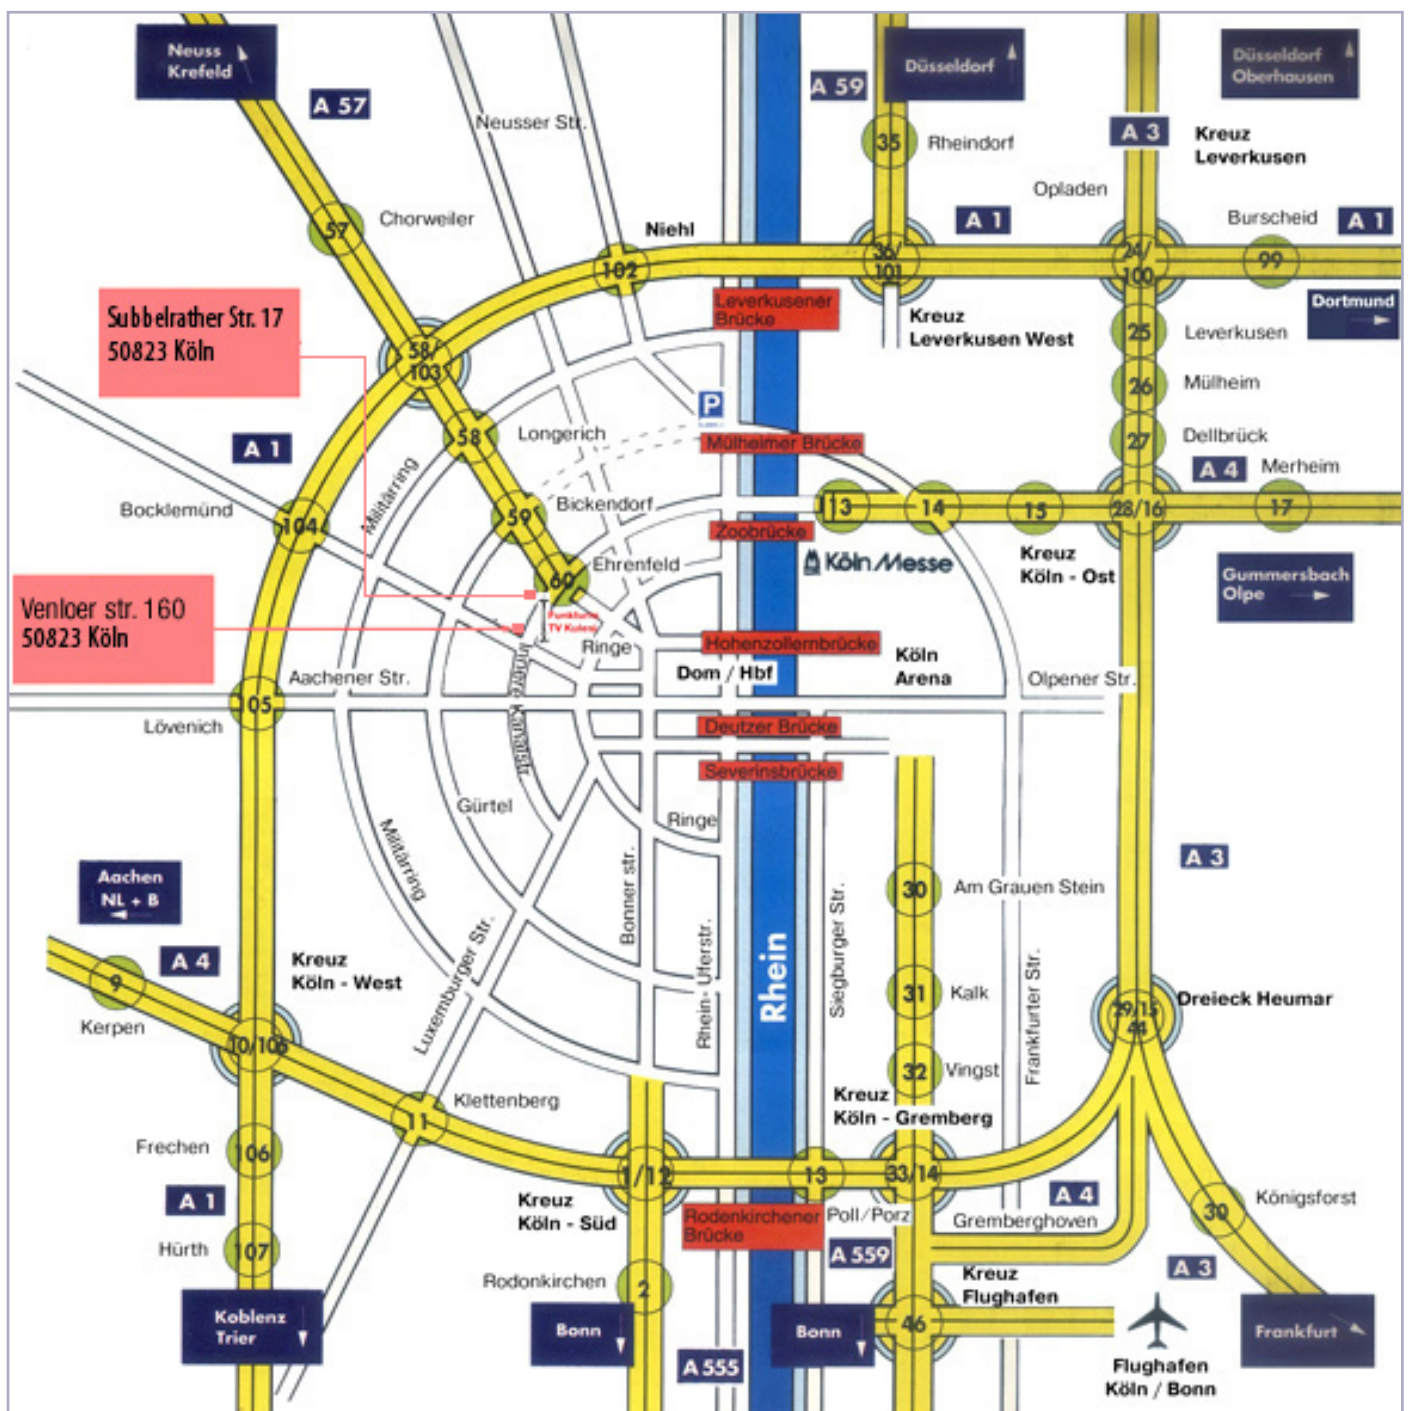 Neuss
Krefeld
A 57
Neusser Str.
A 59
Düsseldorf
Düsseldorf
Oberhausen
35
Rheindorf
A 3
Kreuz
Leverkusen
Opladen
Chorweiler
57
Niehl
A 1
Burscheid
A 1
102
36/
101
24/
100
99
Subbelrather Str. 17
50823 Köln
Leverkusener
Brücke
Kreuz
Leverkusen West
Dortmund
25
Leverkusen
58/
103
26
Mülheim
P
A 1
58
Longerich
Mülheimer Brücke
27
Dellbrück
A 4
Merheim
Militärring
Bocklemünd
104
59
Bickendorf
Zoobrücke
13
14
15
28/16
17
60
Ehrenfeld
Köln Messe
Kreuz
Köln - Ost
Gummersbach
Olpe
Venloer str. 160
50823 Köln
Funkturm
Ringe
Hohenzollernbrücke
Dom / Hbf
Köln
Arena
Aachener Str.
Olpener Str.
105
Lövenich
Innere Kanalstr.
Deutzer Brücke
Severinsbrücke
Gürtel
Ringe
Militärring
A 3
Aachen
NL + B
Bonner str.
30
Am Grauen Stein
Luxemburger Str.
Rhein-Uferstr.
Rhein
Siegburger Str.
Frankfurter Str.
A 4
Kreuz
Köln - West
9
Kerpen
31
Kalk
Dreieck Heumar
29/15
44
10/106
32
Vingst
Kreuz
Köln - Gremberg
11
Klettenberg
Frechen
106
1/12
13
33/14
A 1
Kreuz
Köln - Süd
Rodenkirchener
Brücke
Poll/Porz
A 4
Gremberghoven
30
Königsforst
Hürth
107
A 559
A 3
Rodonkirchen
2
Kreuz
Flughafen
Koblenz
Trier
Bonn
Bonn
46
Frankfurt
A 555
Flughafen
Köln / Bonn